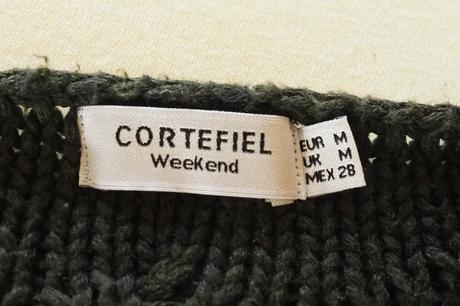 CORTEFIEL
Weekend
EUR M
UK M
MEX 28